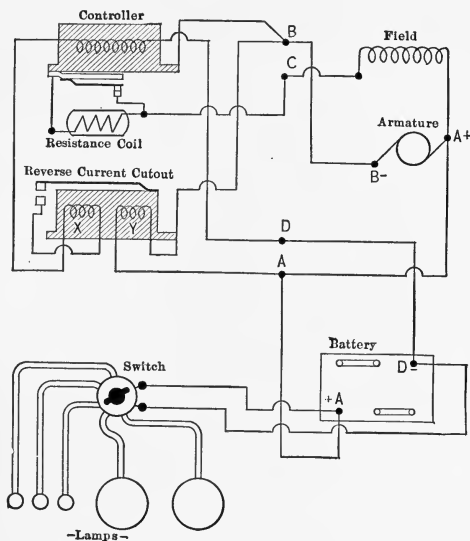 Controller
B
C
Field
Armature
A+
B-
Resistance Coil
Reverse Current Cutout
X Y
D
A
Battery
D-
Switch
+A
-Lamps-